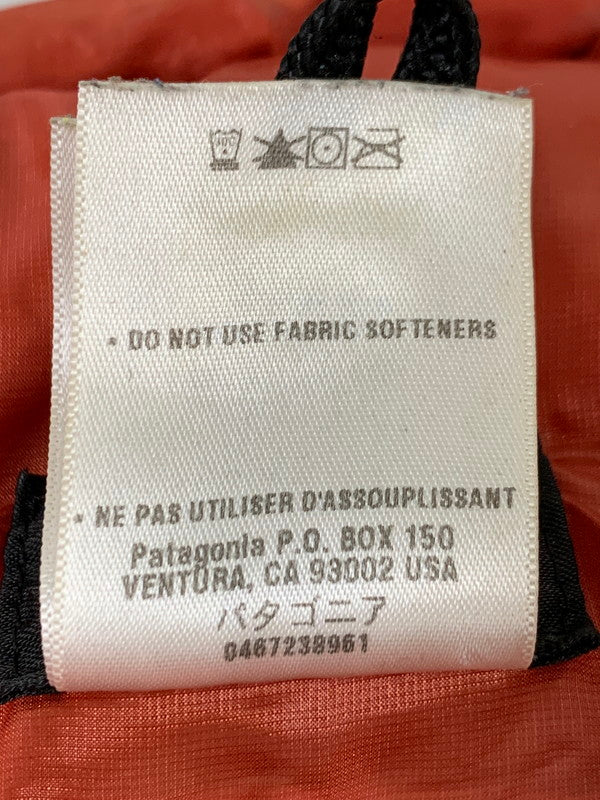 • DO NOT USE FABRIC SOFTENERS
• NE PAS UTILISER D'ASSOUPLISSANT
Patagonia P.O. BOX 150
VENTURA, CA 93002 USA
パタゴニア
0467238961